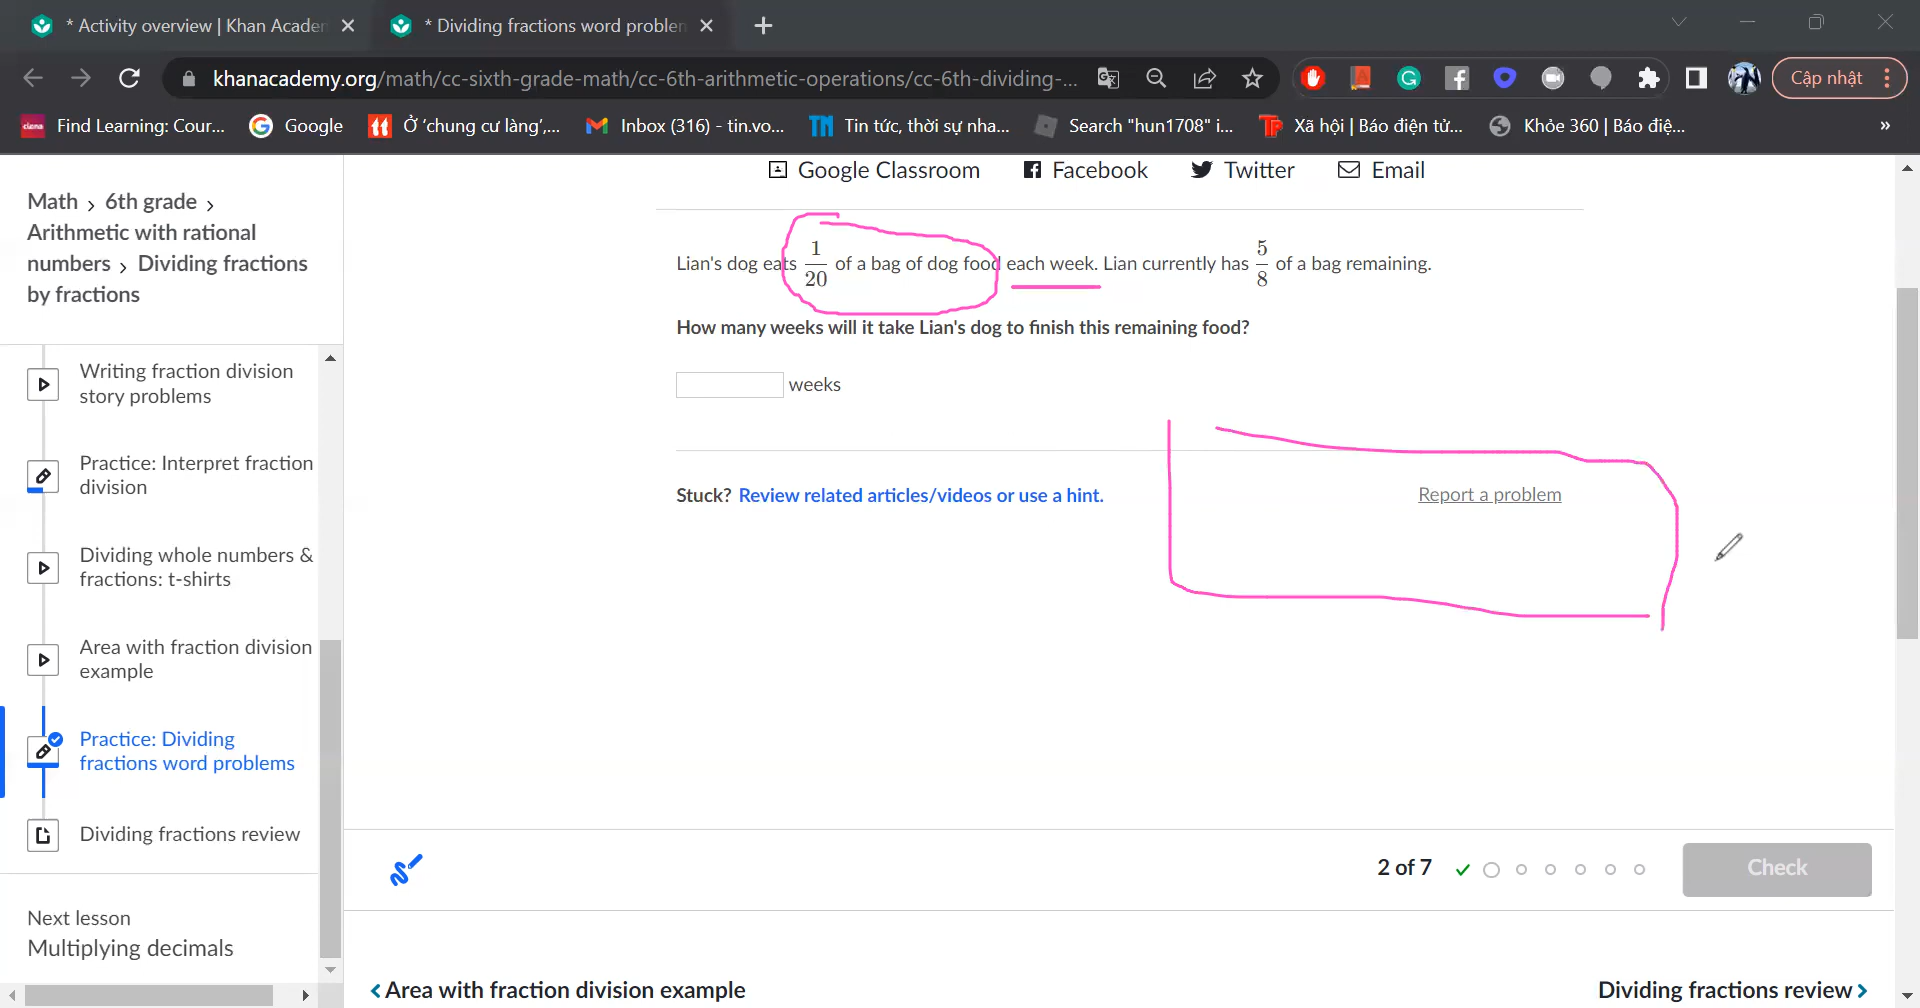 * Activity overview | Khan Acader
* Dividing fractions word problen
khanacademy.org/math/cc-sixth-grade-math/cc-6th-arithmetic-operations/cc-6th-dividing-...
Cập nhật
ciena Find Learning: Cour...
Google
Ở 'chung cư làng',...
Inbox (316) - tin.vo...
TN Tin tức, thời sự nha...
Search "hun1708" i...
TP Xã hội | Báo điện tử...
Khỏe 360 | Báo điệ...
»
Google Classroom Facebook Twitter Email
Math > 6th grade >
Arithmetic with rational
numbers > Dividing fractions
by fractions
Writing fraction division
story problems
Practice: Interpret fraction
division
Dividing whole numbers &
fractions: t-shirts
Area with fraction division
example
Practice: Dividing
fractions word problems
Dividing fractions review
Next lesson
Multiplying decimals
Lian's dog eats 1/20 of a bag of dog food each week. Lian currently has 5/8 of a bag remaining.
How many weeks will it take Lian's dog to finish this remaining food?
weeks
Stuck? Review related articles/videos or use a hint.
Report a problem
2 of 7
Check
< Area with fraction division example
Dividing fractions review >